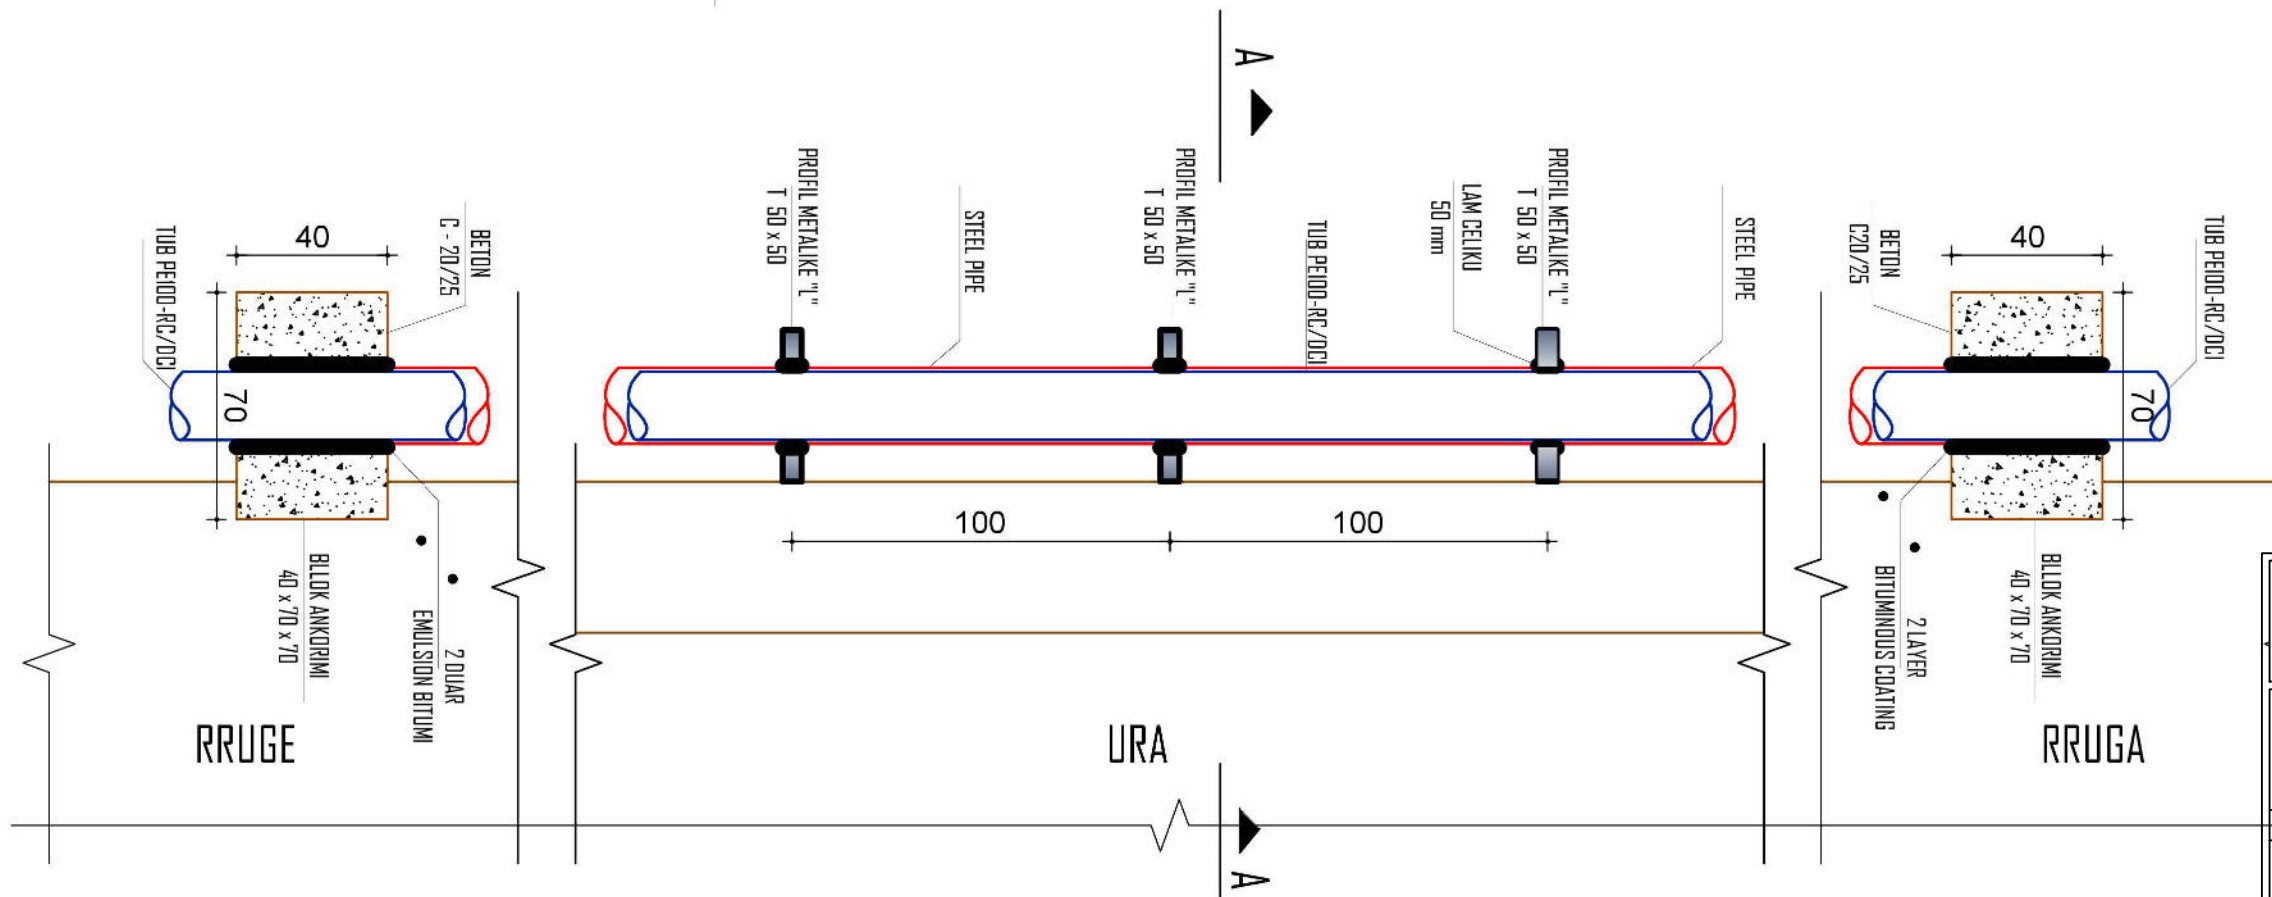 A
TUB PE100-RC/DCI
40
BETON
C - 20/25
PROFIL METALIKE "L"
T 50 x 50
STEEL PIPE
PROFIL METALIKE "L"
T 50 x 50
TUB PE100-RC/DCI
LAM CELIKU
50 mm
PROFIL METALIKE "L"
T 50 x 50
STEEL PIPE
BETON
C20/25
40
TUB PE100-RC/DCI
70
70
100
100
BLLOK ANKORIMI
40 x 70 x 70
2 DUAR
EMULSION BITUMI
2 LAYER
BITUMINOUS COATING
BLLOK ANKORIMI
40 x 70 x 70
RRUGE
URA
RRUGA
A